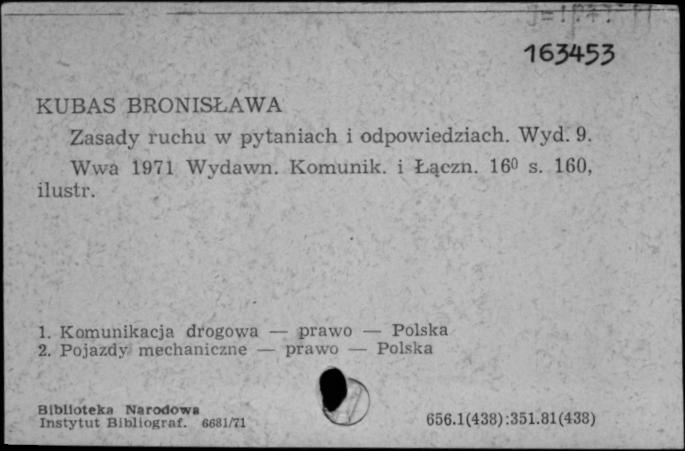 163453
KUBAS BRONISŁAWA
Zasady ruchu w pytaniach i odpowiedziach. Wyd. 9.
Wwa 1971 Wydawn. Komunik. i Łączn. 16⁰ s. 160,
ilustr.
1. Komunikacja drogowa — prawo — Polska
2. Pojazdy mechaniczne — prawo — Polska
Biblioteka Narodowa
Instytut Bibliograf. 6681/71
656.1(438):351.81(438)